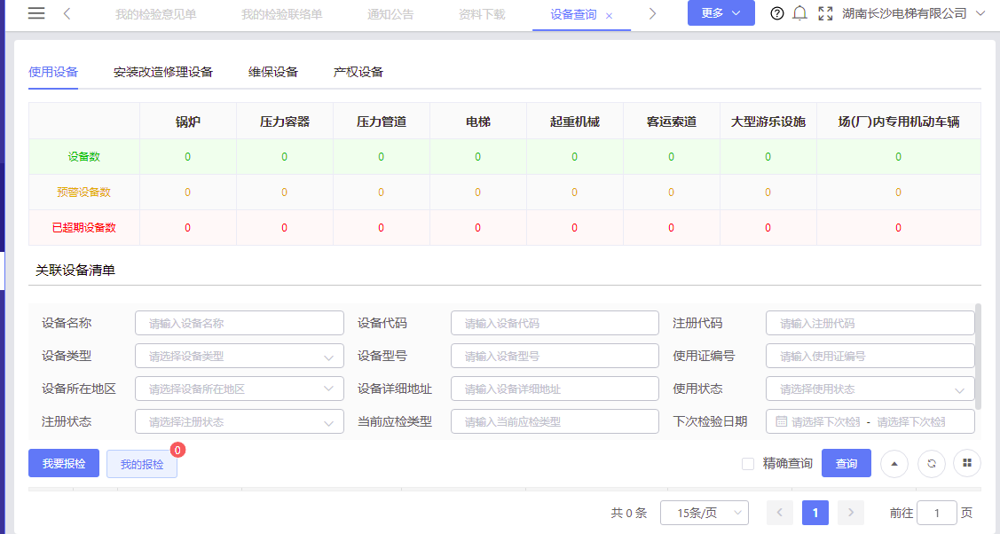 我的检验意见单 我的检验联络单 通知公告 资料下载 设备查询 × 更多 湖南长沙电梯有限公司
使用设备 安装改造修理设备 维保设备 产权设备
锅炉 压力容器 压力管道 电梯 起重机械 客运索道 大型游乐设施 场(厂)内专用机动车辆
设备数 0 0 0 0 0 0 0 0
预警设备数 0 0 0 0 0 0 0 0
已超期设备数 0 0 0 0 0 0 0 0
关联设备清单
设备名称 请输入设备名称 设备代码 请输入设备代码 注册代码 请输入注册代码
设备类型 请选择设备类型 设备型号 请输入设备型号 使用证编号 请输入使用证编号
设备所在地区 请选择设备所在地区 设备详细地址 请输入设备详细地址 使用状态 请选择使用状态
注册状态 请选择注册状态 当前应检类型 请输入当前应检类型 下次检验日期 请选择下次检 - 请选择下次检
我要报检 我的报检 0 精确查询 查询
共 0 条 15条/页 1 前往 1 页